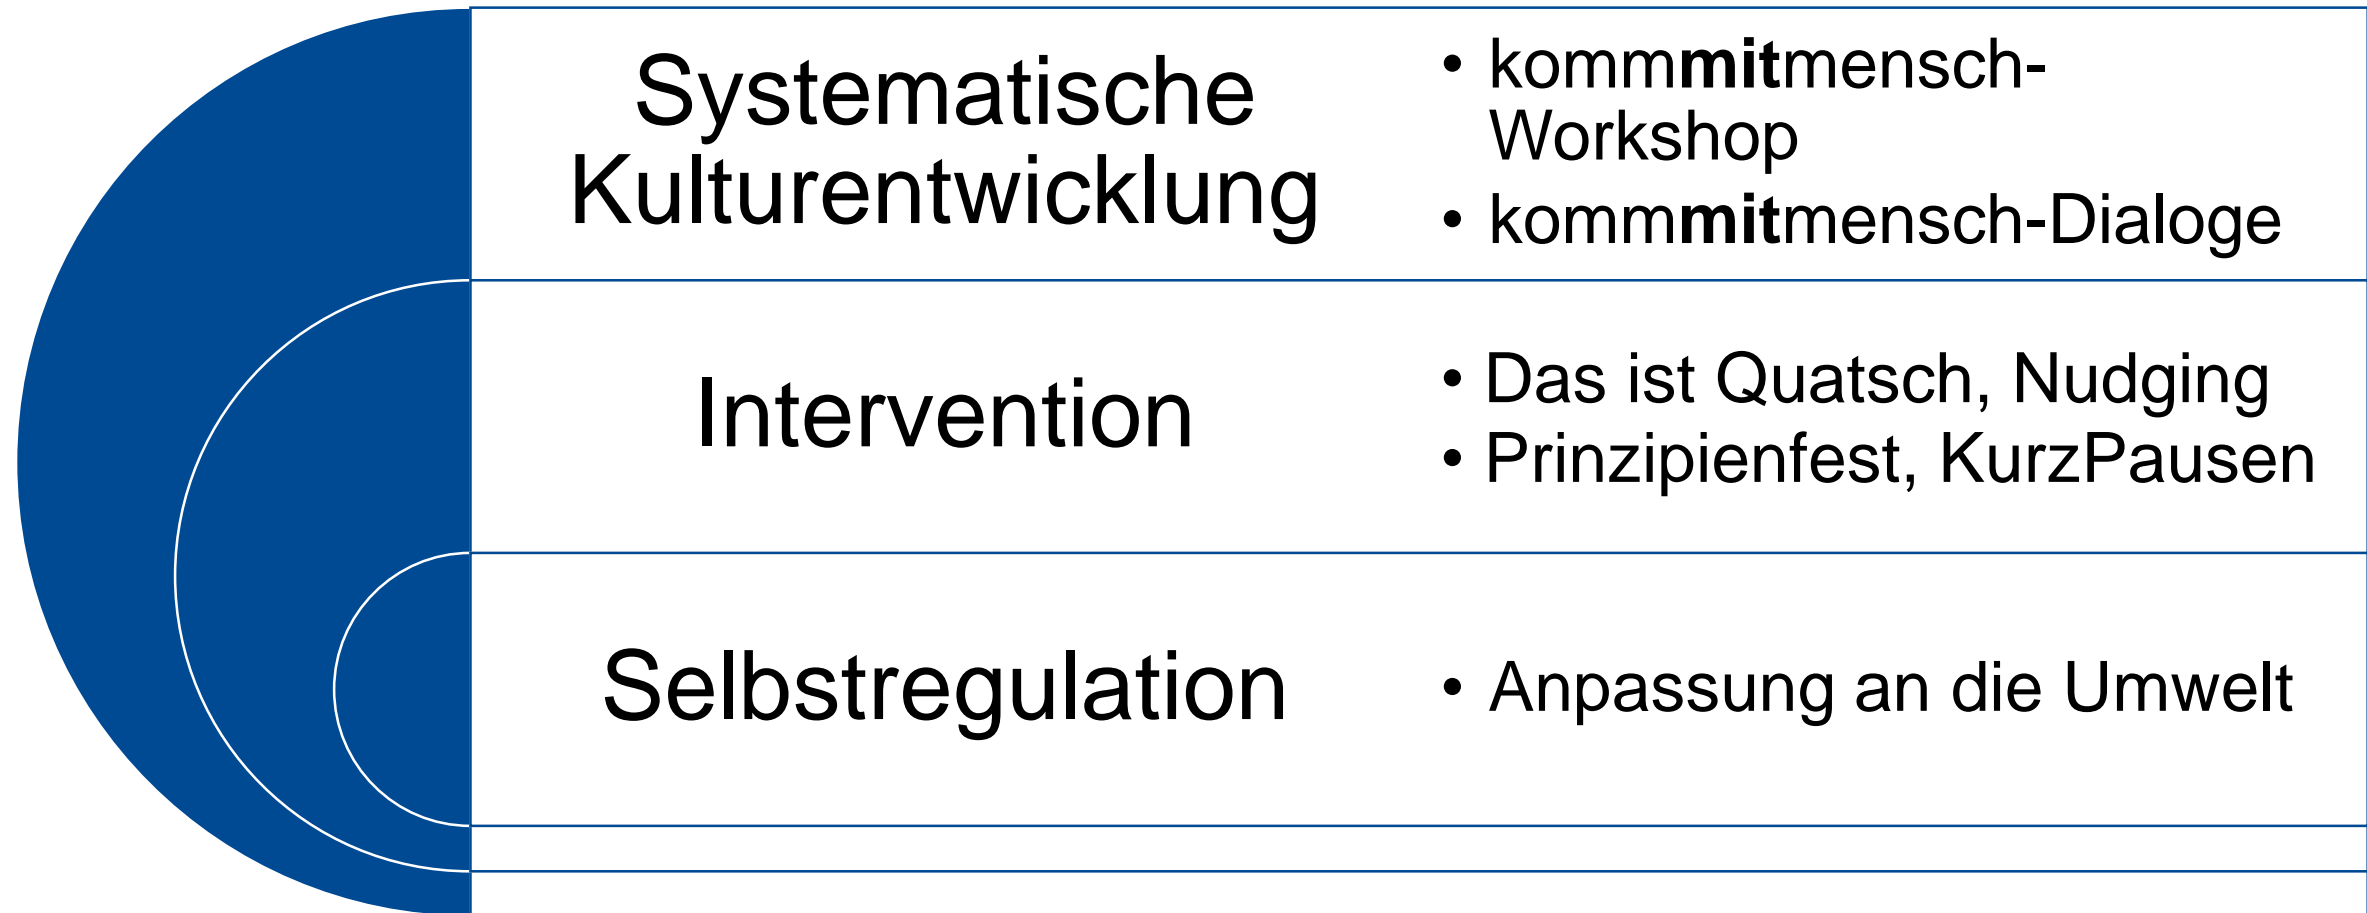 Systematische
Kulturentwicklung
• kommmitmensch-
Workshop
• kommmitmensch-Dialoge
Intervention
• Das ist Quatsch, Nudging
• Prinzipienfest, KurzPausen
Selbstregulation
• Anpassung an die Umwelt